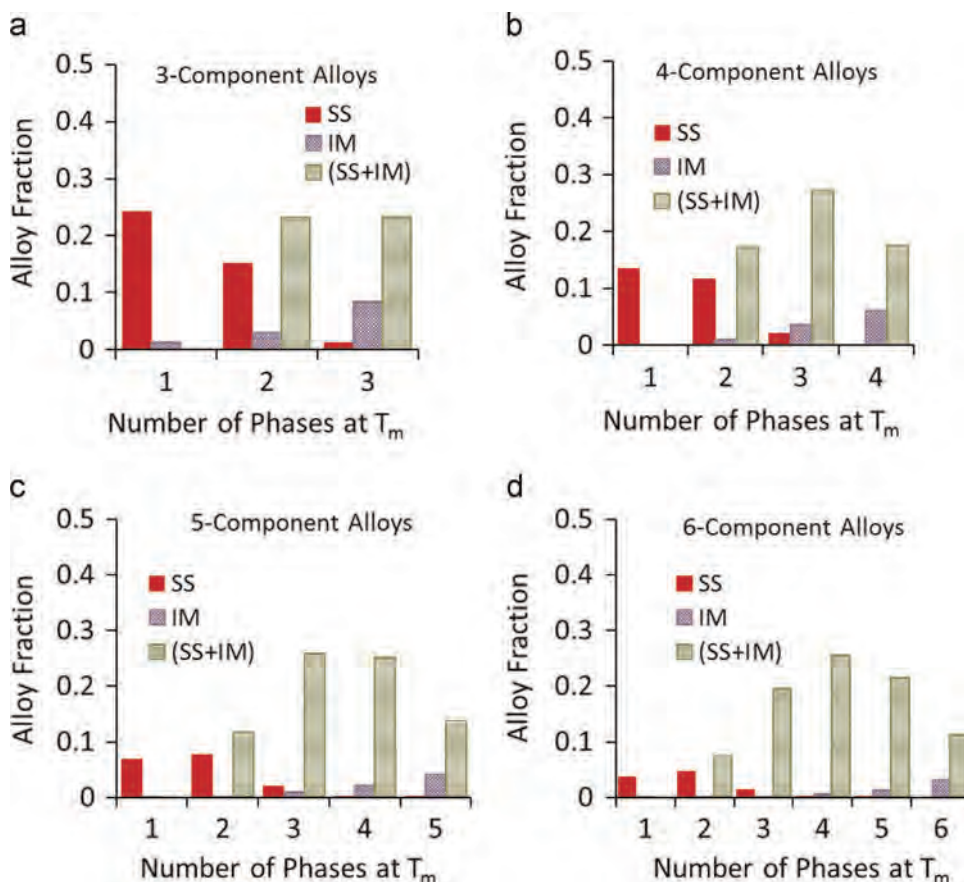 a
3-Component Alloys
SS
IM
(SS+IM)
0.5
0.4
0.3
0.2
0.1
0
Alloy Fraction
1 2 3
Number of Phases at Tm
b
4-Component Alloys
SS
IM
(SS+IM)
0.5
0.4
0.3
0.2
0.1
0
Alloy Fraction
1 2 3 4
Number of Phases at Tm
c
5-Component Alloys
SS
IM
(SS+IM)
0.5
0.4
0.3
0.2
0.1
0
Alloy Fraction
1 2 3 4 5
Number of Phases at Tm
d
6-Component Alloys
SS
IM
(SS+IM)
0.5
0.4
0.3
0.2
0.1
0
Alloy Fraction
1 2 3 4 5 6
Number of Phases at Tm